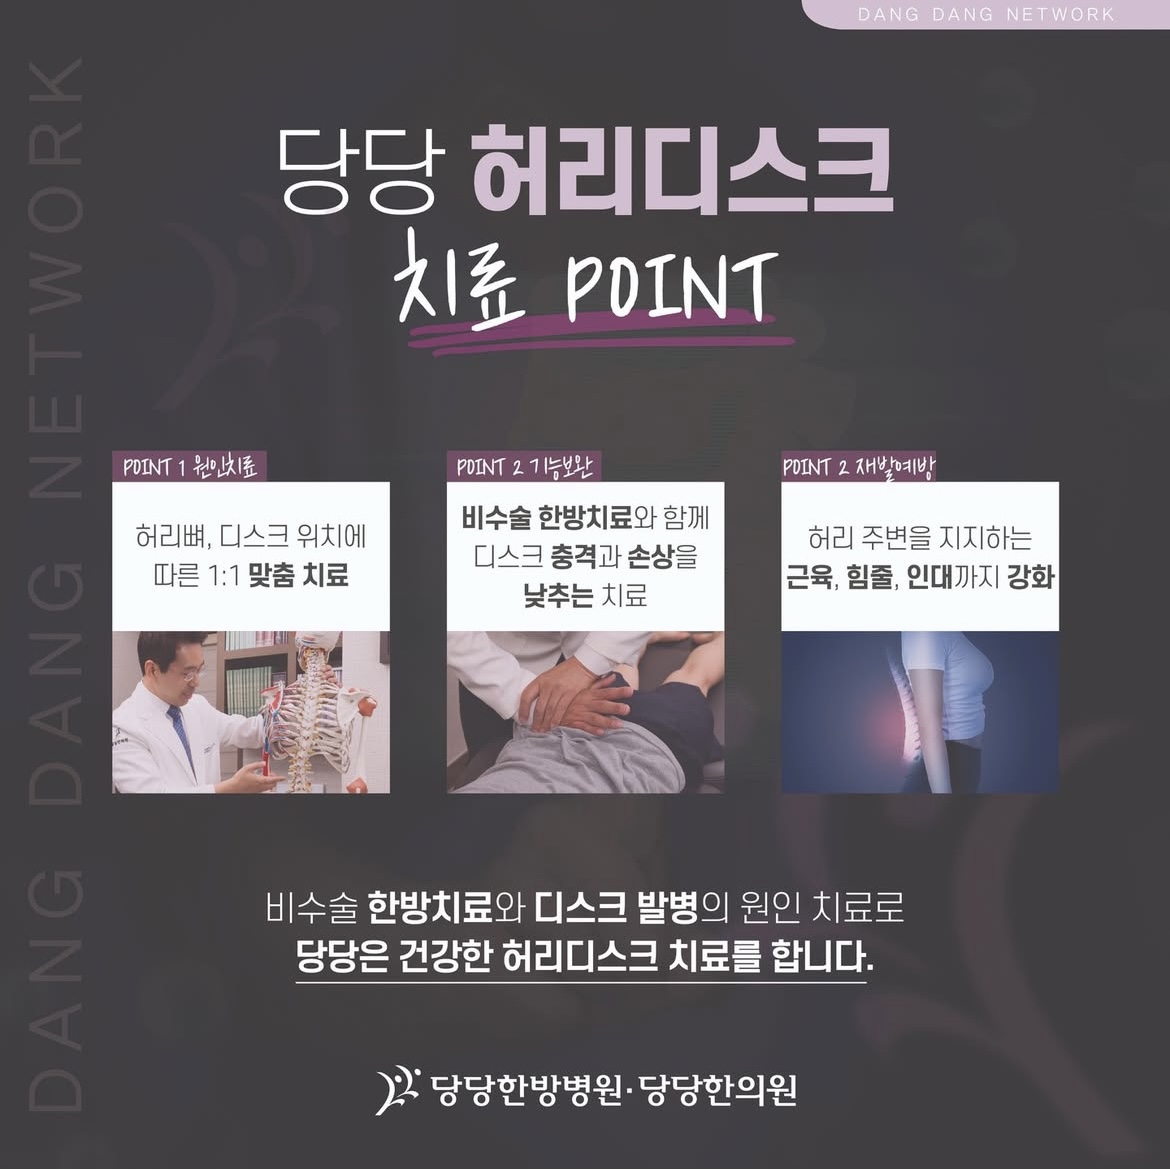 DANG DANG NETWORK
DANG DANG NETWORK
당당 허리디스크
치료 POINT
POINT 1 원인치료
허리뼈, 디스크 위치에
따른 1:1 맞춤 치료
POINT 2 기능보완
비수술 한방치료와 함께
디스크 충격과 손상을
낮추는 치료
POINT 2 재발예방
허리 주변을 지지하는
근육, 힘줄, 인대까지 강화
비수술 한방치료와 디스크 발병의 원인 치료로
당당은 건강한 허리디스크 치료를 합니다.
당당한방병원·당당한의원